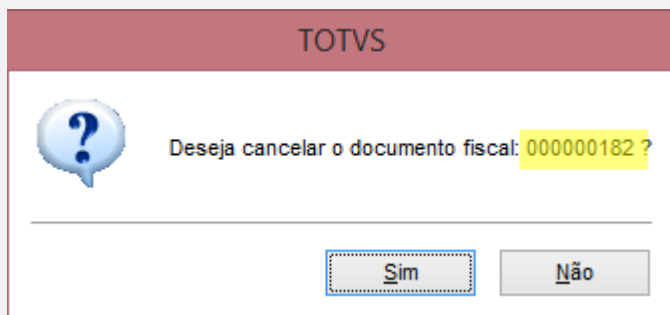 TOTVS
Deseja cancelar o documento fiscal: 000000182 ?
Sim
Não